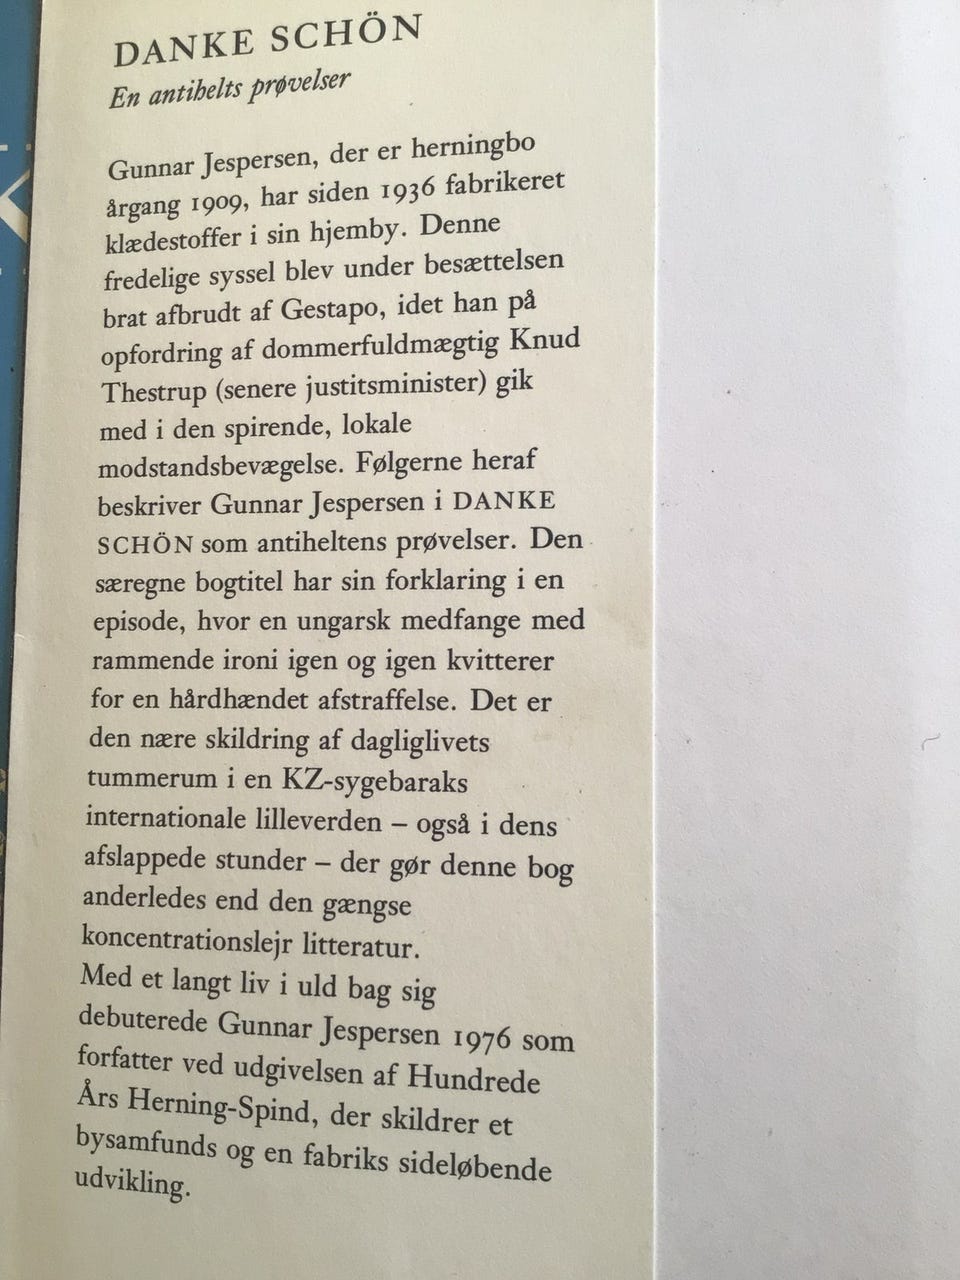 DANKE SCHÖN
En antihelts prøvelser
Gunnar Jespersen, der er herningbo
årgang 1909, har siden 1936 fabrikeret
klædestoffer i sin hjemby. Denne
fredelige syssel blev under besættelsen
brat afbrudt af Gestapo, idet han på
opfordring af dommerfuldmægtig Knud
Thestrup (senere justitsminister) gik
med i den spirende, lokale
modstandsbevægelse. Følgerne heraf
beskriver Gunnar Jespersen i DANKE
SCHÖN som antiheltens prøvelser. Den
særegne bogtitel har sin forklaring i en
episode, hvor en ungarsk medfange med
rammende ironi igen og igen kvitterer
for en hårdhændet afstraffelse. Det er
den nære skildring af dagliglivets
tummerum i en KZ-sygebaraks
internationale lilleverden – også i dens
afslappede stunder – der gør denne bog
anderledes end den gængse
koncentrationslejr litteratur.
Med et langt liv i uld bag sig
debuterede Gunnar Jespersen 1976 som
forfatter ved udgivelsen af Hundrede
Års Herning-Spind, der skildrer et
bysamfunds og en fabriks sideløbende
udvikling.